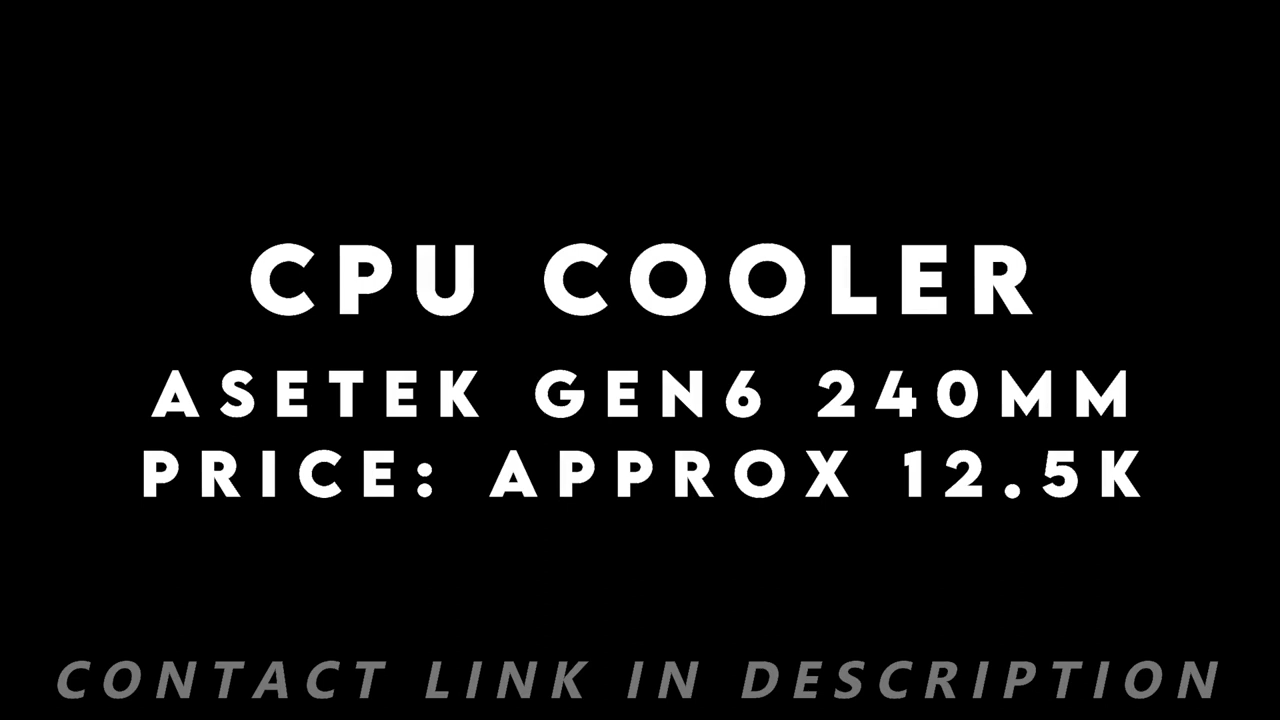 CPU COOLER
ASETEK GEN6 240MM
PRICE: APPROX 12.5K
CONTACT LINK IN DESCRIPTION